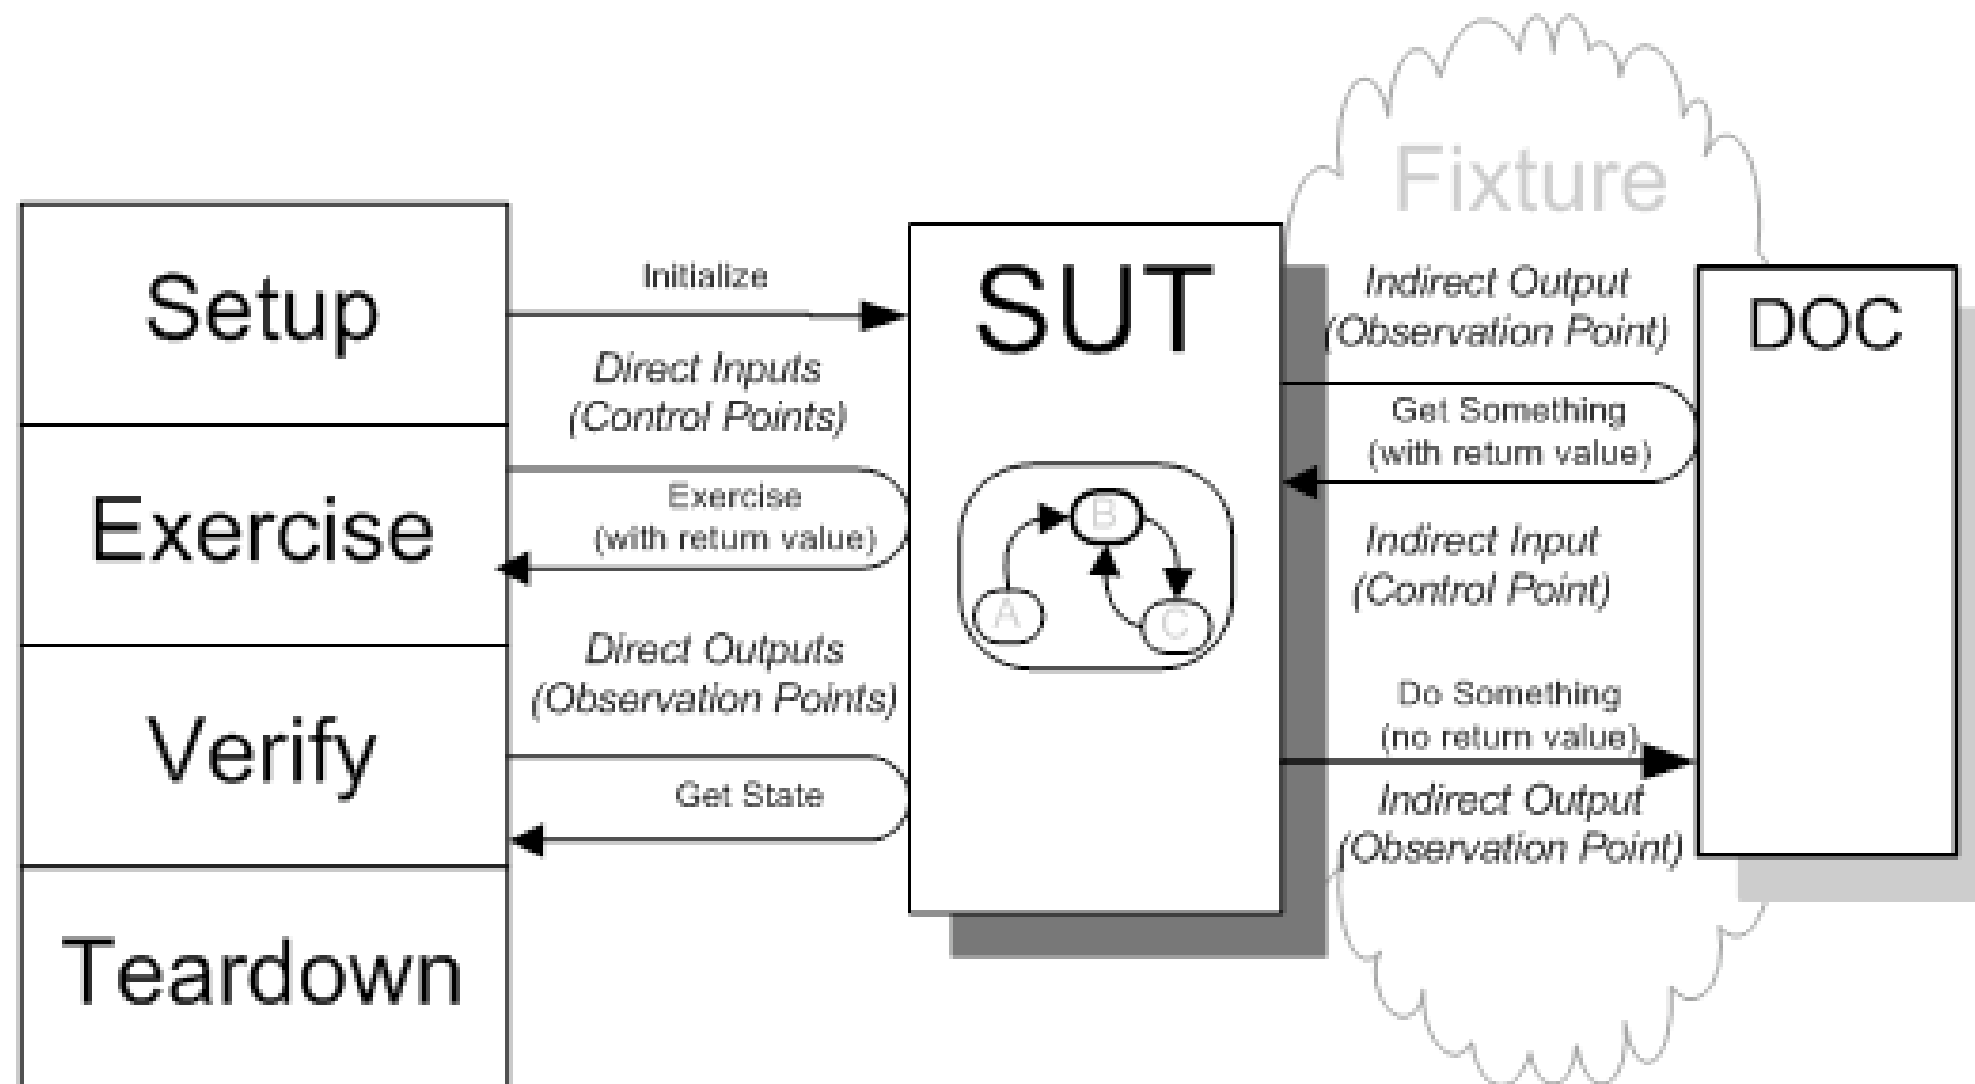 Fixture
Setup
Initialize
SUT
Indirect Output
(Observation Point)
DOC
Direct Inputs
(Control Points)
Get Something
(with return value)
Exercise
Exercise
(with return value)
B
A
C
Indirect Input
(Control Point)
Direct Outputs
(Observation Points)
Verify
Get State
Do Something
(no return value)
Indirect Output
(Observation Point)
Teardown